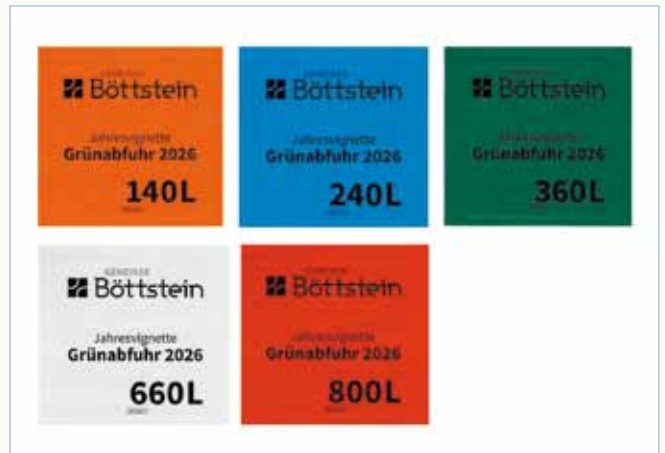 Böttstein
Jahresvignette
Grünabfuhr 2026
140L
Böttstein
Jahresvignette
Grünabfuhr 2026
240L
Böttstein
Jahresvignette
Grünabfuhr 2026
360L
GEMEINDE
Böttstein
Jahresvignette
Grünabfuhr 2026
660L
Böttstein
Jahresvignette
Grünabfuhr 2026
800L